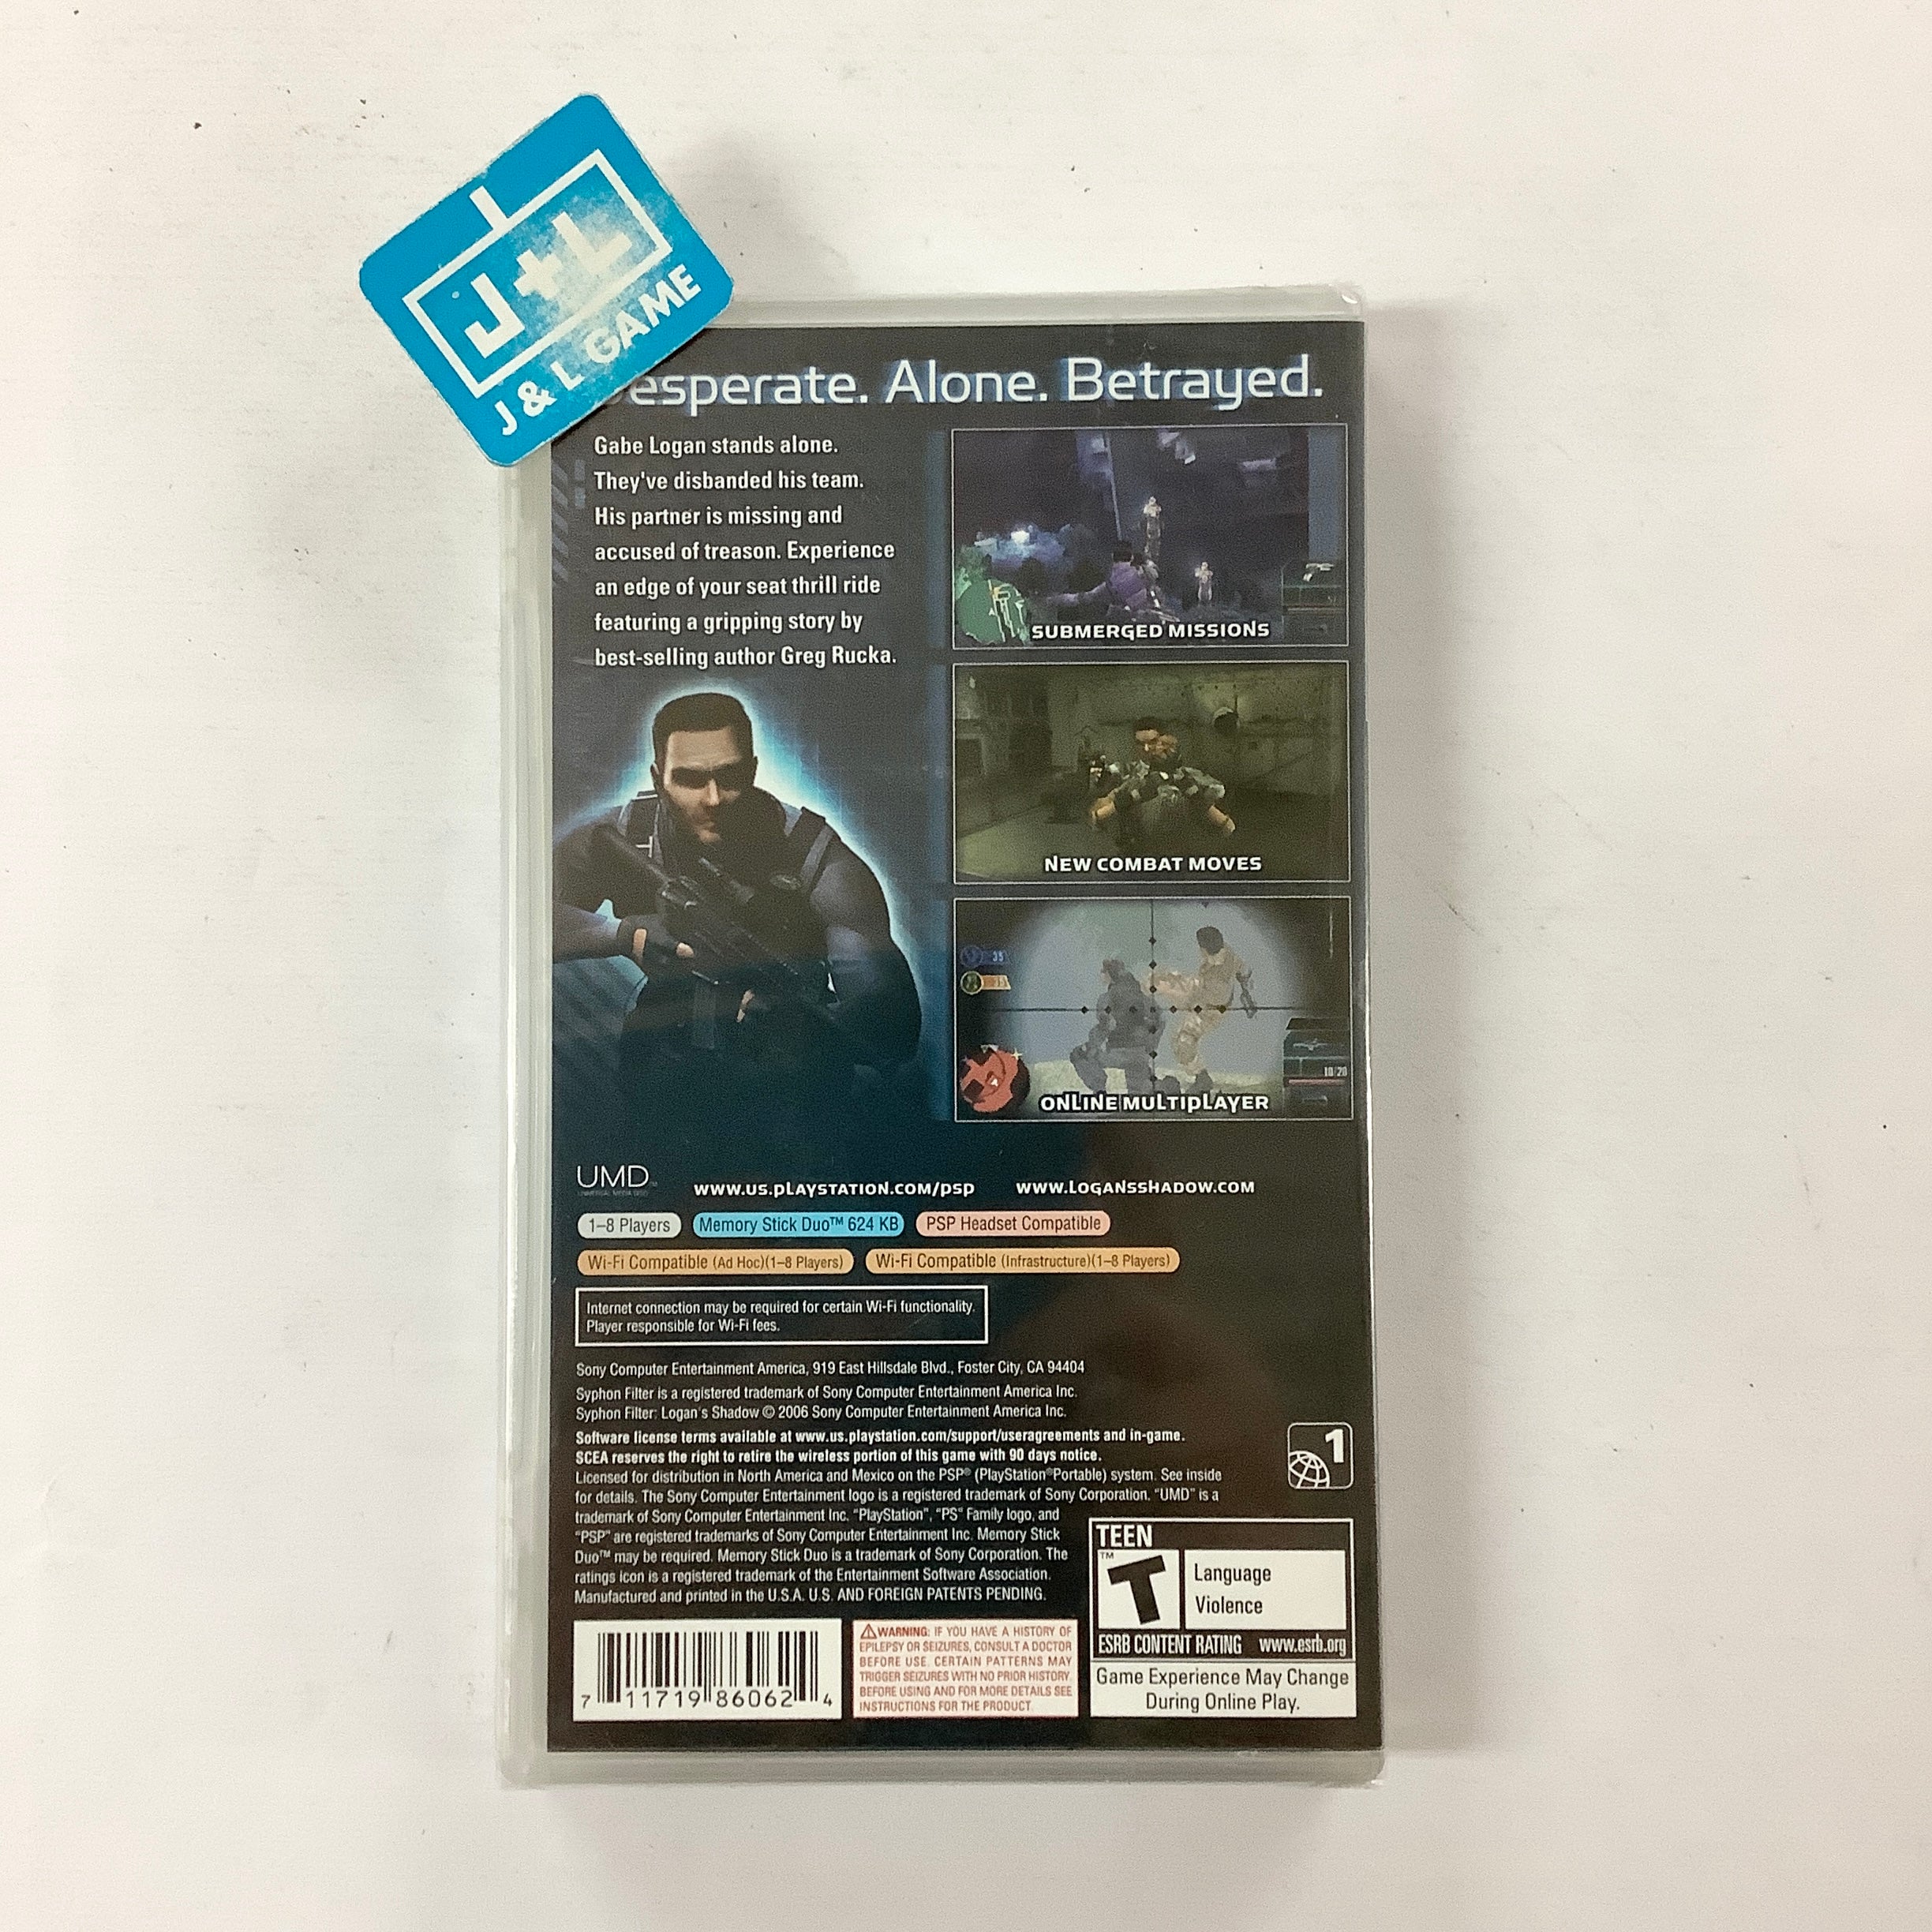 J+L
J & L GAME
esperate. Alone. Betrayed.
Gabe Logan stands alone.
They've disbanded his team.
His partner is missing and
accused of treason. Experience
an edge of your seat thrill ride
featuring a gripping story by
best-selling author Greg Rucka.
SUBMERGED MISSIONS
NEW COMBAT MOVES
35
35
10/20
ONLINE MULTIPLAYER
UMD™
UNIVERSAL MEDIA DISC
WWW.US.PLAYSTATION.COM/PSP
WWW.LOGANSSHADOW.COM
1–8 Players
Memory Stick Duo™ 624 KB
PSP Headset Compatible
Wi-Fi Compatible (Ad Hoc)(1–8 Players)
Wi-Fi Compatible (Infrastructure)(1–8 Players)
Internet connection may be required for certain Wi-Fi functionality.
Player responsible for Wi-Fi fees.
Sony Computer Entertainment America, 919 East Hillsdale Blvd., Foster City, CA 94404
Syphon Filter is a registered trademark of Sony Computer Entertainment America Inc.
Syphon Filter: Logan's Shadow © 2006 Sony Computer Entertainment America Inc.
Software license terms available at www.us.playstation.com/support/useragreements and in-game.
SCEA reserves the right to retire the wireless portion of this game with 90 days notice.
Licensed for distribution in North America and Mexico on the PSP® (PlayStation®Portable) system. See inside
for details. The Sony Computer Entertainment logo is a registered trademark of Sony Corporation. "UMD" is a
trademark of Sony Computer Entertainment Inc. "PlayStation", "PS" Family logo, and
"PSP" are registered trademarks of Sony Computer Entertainment Inc. Memory Stick
Duo™ may be required. Memory Stick Duo is a trademark of Sony Corporation. The
ratings icon is a registered trademark of the Entertainment Software Association.
Manufactured and printed in the U.S.A. U.S. AND FOREIGN PATENTS PENDING.
1
TEEN
T™
Language
Violence
ESRB CONTENT RATING www.esrb.org
Game Experience May Change
During Online Play.
7 11719 86062 4
WARNING: IF YOU HAVE A HISTORY OF
EPILEPSY OR SEIZURES, CONSULT A DOCTOR
BEFORE USE. CERTAIN PATTERNS MAY
TRIGGER SEIZURES WITH NO PRIOR HISTORY.
BEFORE USING AND FOR MORE DETAILS SEE
INSTRUCTIONS FOR THE PRODUCT.